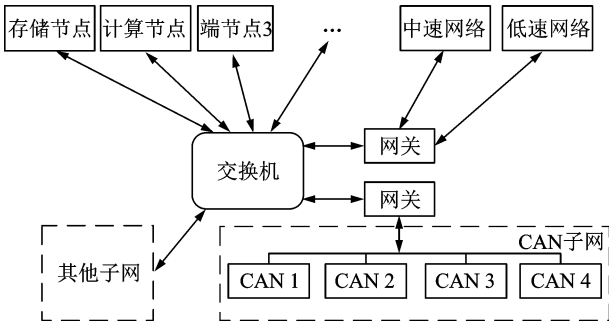 存储节点 计算节点 端节点3 ... 中速网络 低速网络
网关
交换机
网关
CAN子网
其他子网
CAN 1 CAN 2 CAN 3 CAN 4